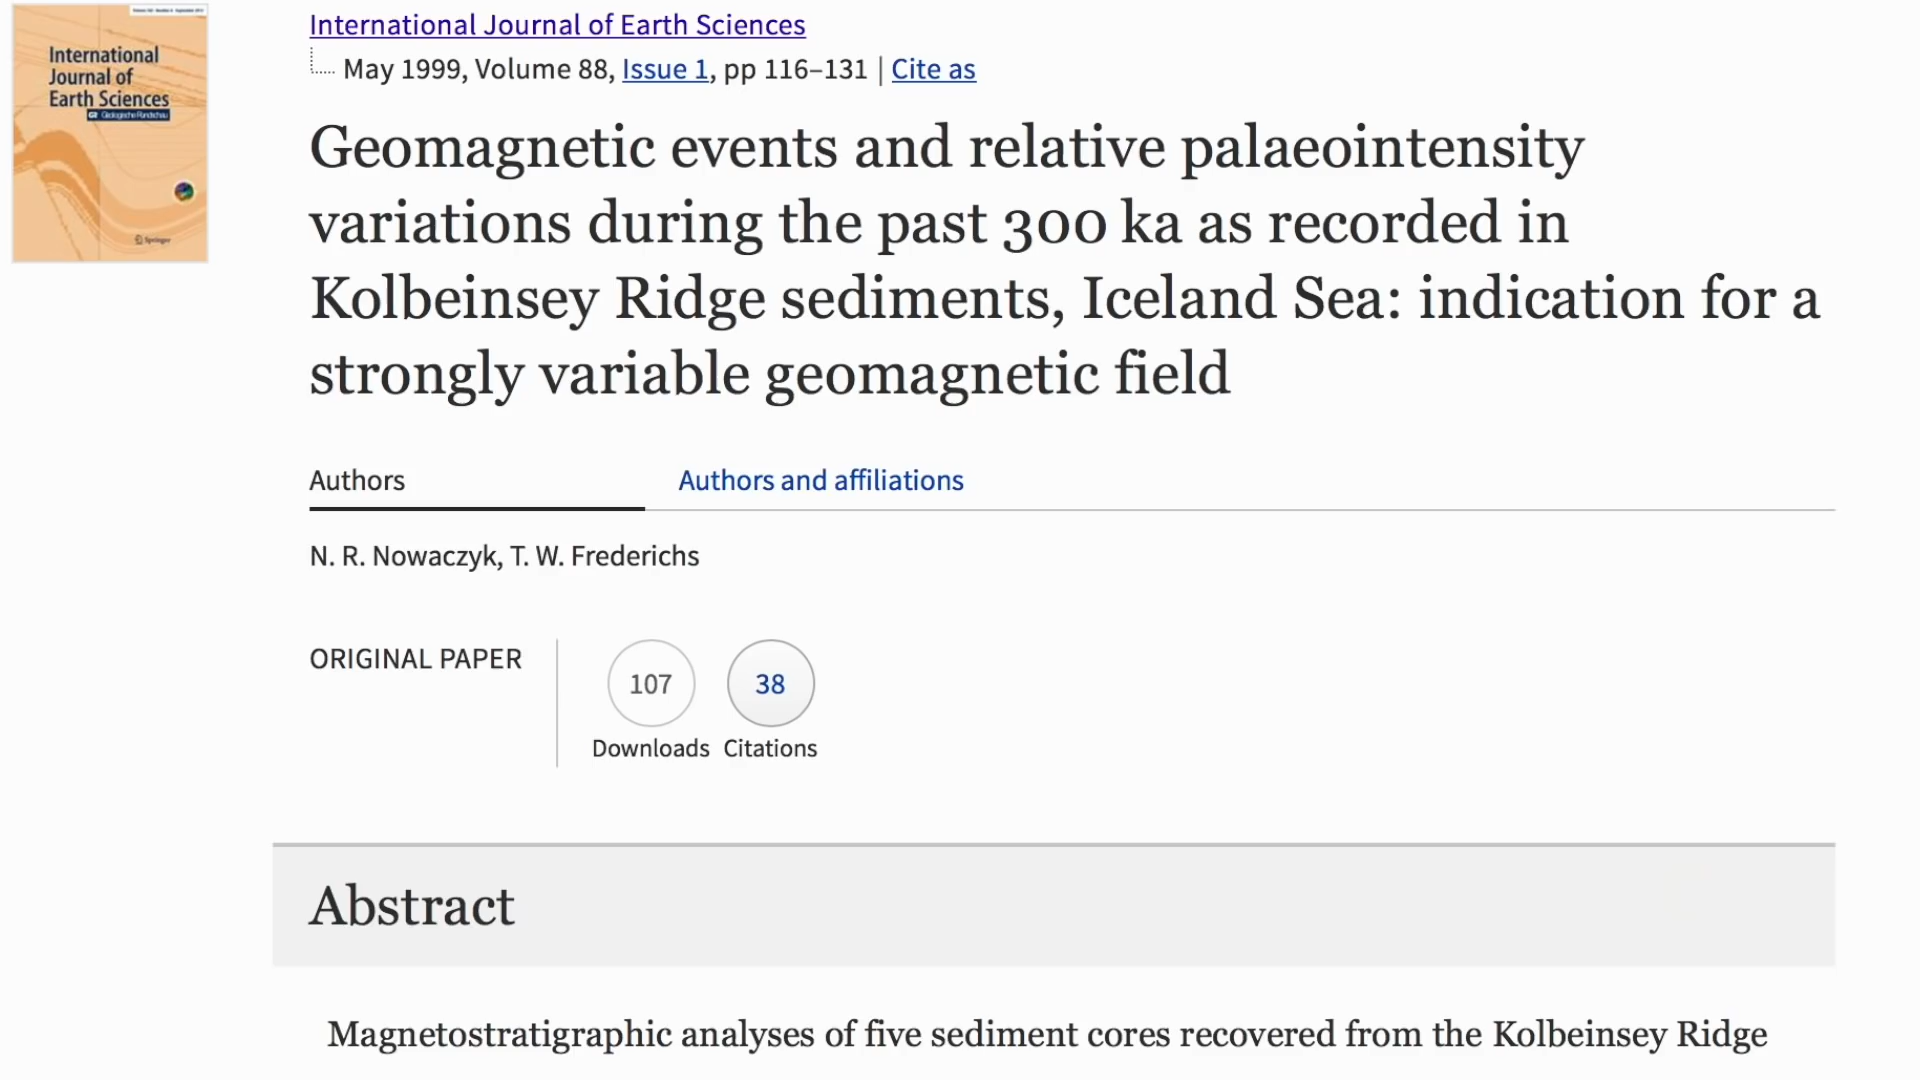 International
Journal of
Earth Sciences
Geologische Rundschau
Springer
International Journal of Earth Sciences
May 1999, Volume 88, Issue 1, pp 116–131 | Cite as
Geomagnetic events and relative palaeointensity
variations during the past 300 ka as recorded in
Kolbeinsey Ridge sediments, Iceland Sea: indication for a
strongly variable geomagnetic field
Authors
Authors and affiliations
N. R. Nowaczyk, T. W. Frederichs
ORIGINAL PAPER
107
38
Downloads
Citations
Abstract
Magnetostratigraphic analyses of five sediment cores recovered from the Kolbeinsey Ridge